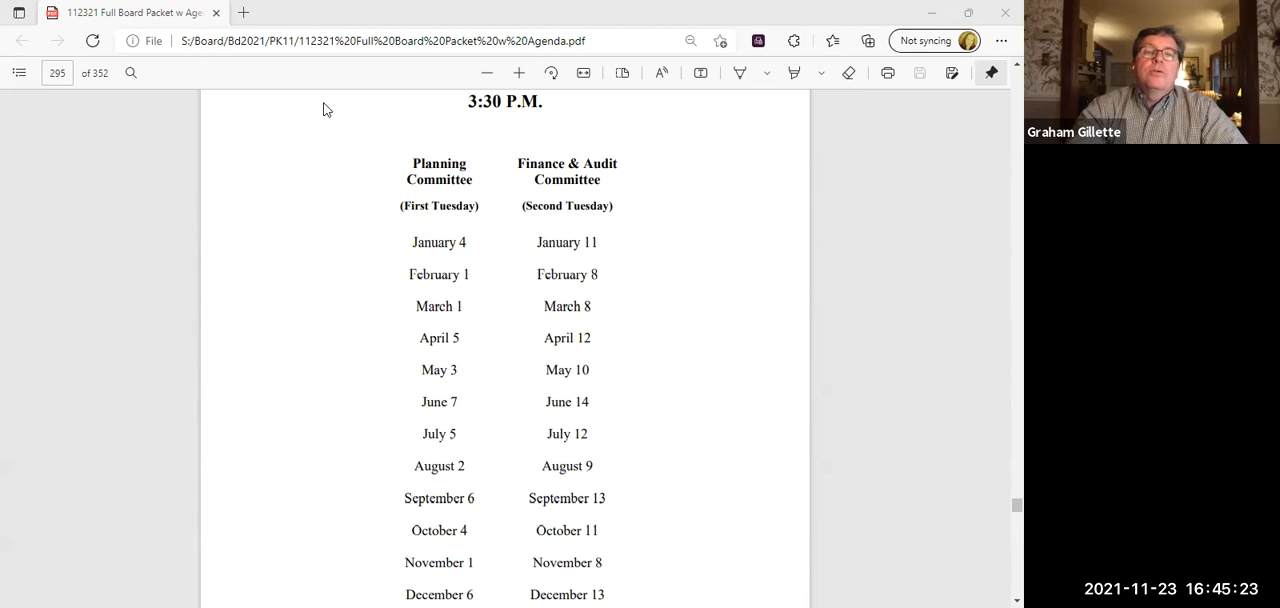 112321 Full Board Packet w Age
File
S:/Board/Bd2021/PK11/112321%20Full%20Board%20Packet%20w%20Agenda.pdf
Not syncing
295 of 352
3:30 P.M.
Planning Committee
(First Tuesday)
Finance & Audit Committee
(Second Tuesday)
January 4 January 11
February 1 February 8
March 1 March 8
April 5 April 12
May 3 May 10
June 7 June 14
July 5 July 12
August 2 August 9
September 6 September 13
October 4 October 11
November 1 November 8
December 6 December 13
Graham Gillette
2021-11-23 16:45:23